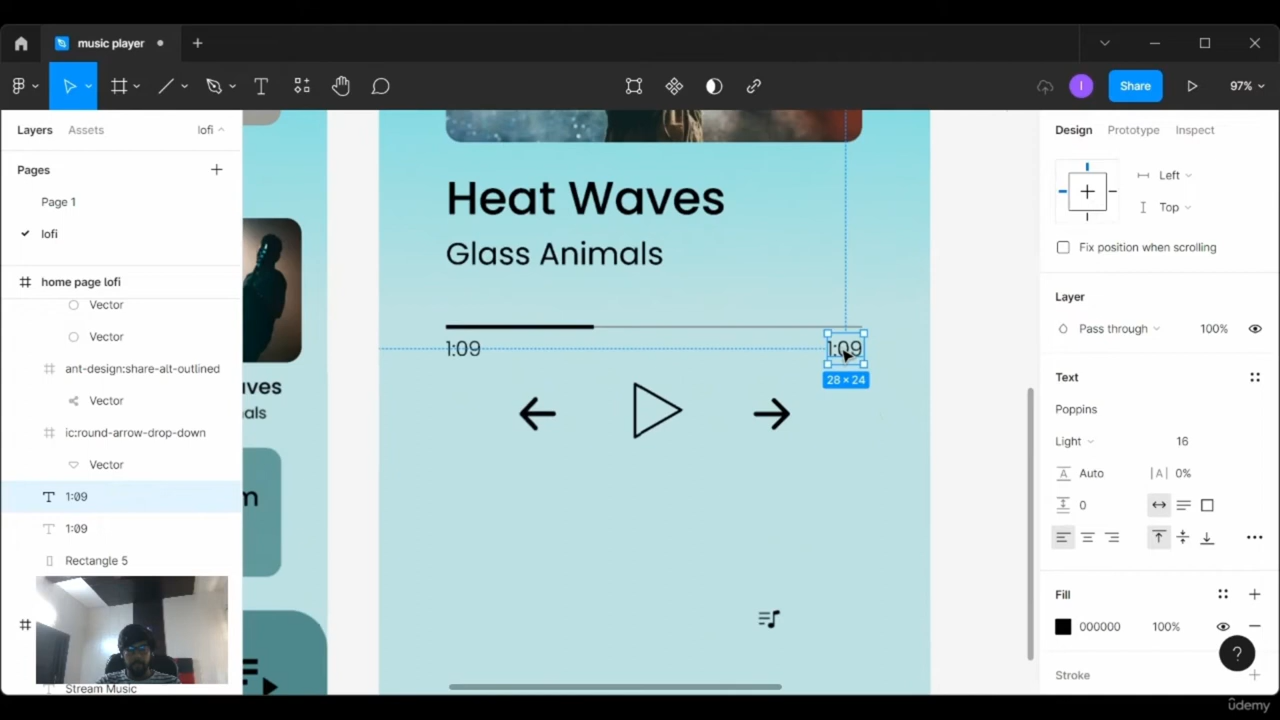 music player
Share
97%
Layers
Assets
lofi
Pages
Page 1
lofi
home page lofi
Vector
Vector
ant-design:share-alt-outlined
Vector
ic:round-arrow-drop-down
Vector
1:09
1:09
Rectangle 5
Stream Music
aves
als
m
Heat Waves
Glass Animals
1:09
1:09
28 × 24
Design
Prototype
Inspect
Left
Top
Fix position when scrolling
Layer
Pass through
100%
Text
Poppins
Light
16
Auto
|A| 0%
0
Fill
000000
100%
Stroke
?
ûdemy